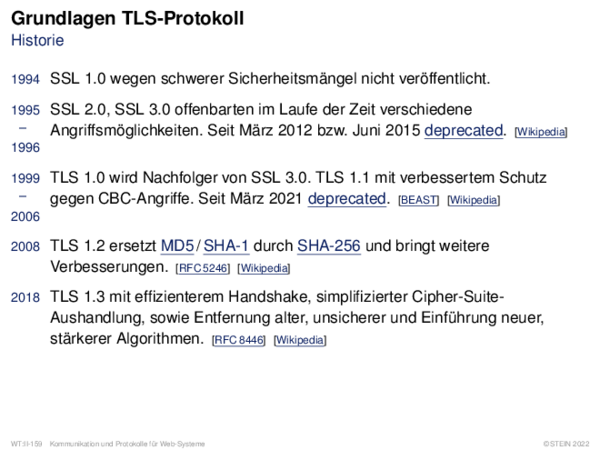 Grundlagen TLS-Protokoll
Historie
1994 SSL 1.0 wegen schwerer Sicherheitsmängel nicht veröffentlicht.
1995 SSL 2.0, SSL 3.0 offenbarten im Laufe der Zeit verschiedene
– Angriffsmöglichkeiten. Seit März 2012 bzw. Juni 2015 deprecated. [Wikipedia]
1996
1999 TLS 1.0 wird Nachfolger von SSL 3.0. TLS 1.1 mit verbessertem Schutz
– gegen CBC-Angriffe. Seit März 2021 deprecated. [BEAST] [Wikipedia]
2006
2008 TLS 1.2 ersetzt MD5/SHA-1 durch SHA-256 und bringt weitere
Verbesserungen. [RFC 5246] [Wikipedia]
2018 TLS 1.3 mit effizienterem Handshake, simplifizierter Cipher-Suite-
Aushandlung, sowie Entfernung alter, unsicherer und Einführung neuer,
stärkerer Algorithmen. [RFC 8446] [Wikipedia]
WT:II-159 Kommunikation und Protokolle für Web-Systeme ©STEIN 2022